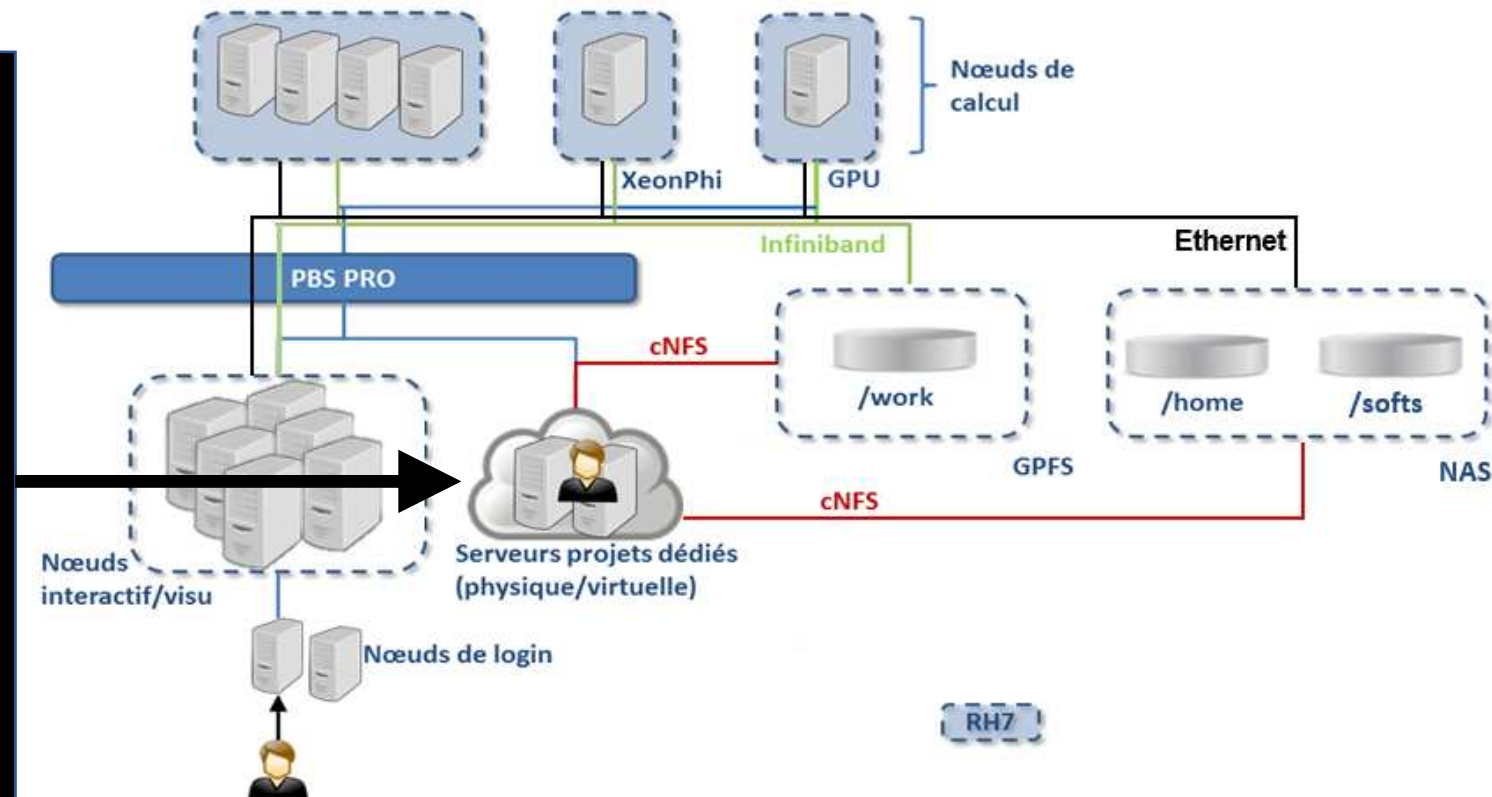 Nœuds de
calcul
XeonPhi
GPU
Infiniband
Ethernet
PBS PRO
cNFS
/work
/home
/softs
GPFS
NAS
cNFS
Nœuds
interactif/visu
Serveurs projets dédiés
(physique/virtuelle)
Nœuds de login
RH7